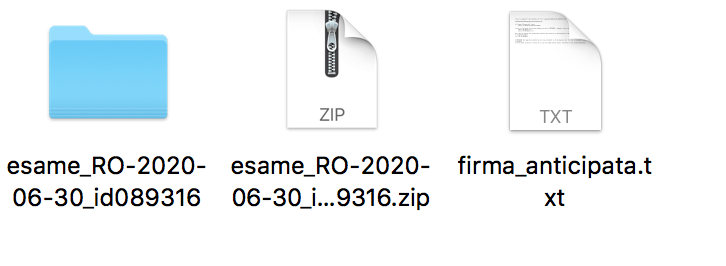 ZIP
TXT
esame_RO-2020-
06-30_id089316
esame_RO-2020-
06-30_i...9316.zip
firma_anticipata.t
xt